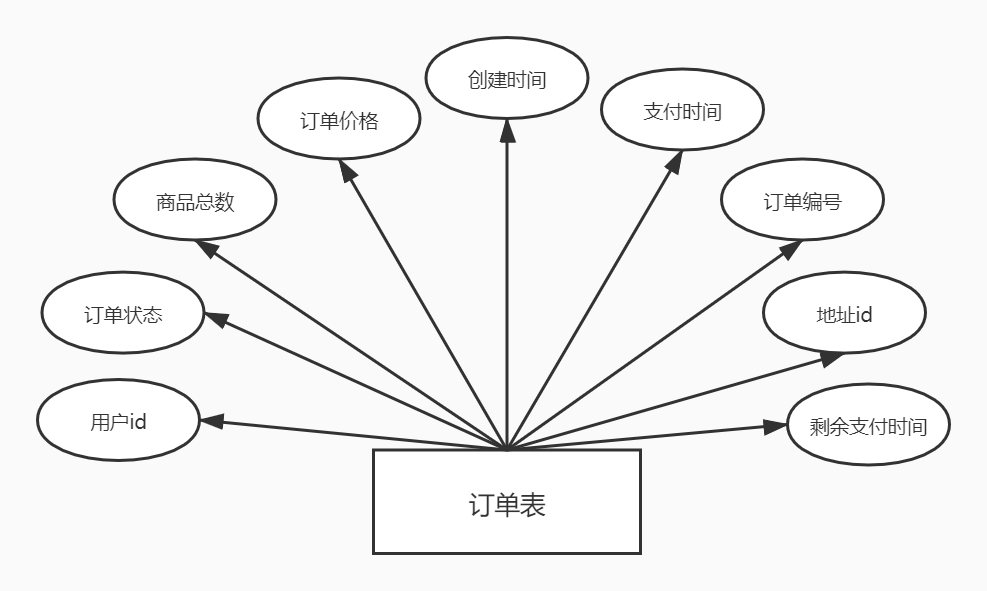 创建时间
支付时间
订单价格
商品总数
订单编号
订单状态
地址id
用户id
剩余支付时间
订单表